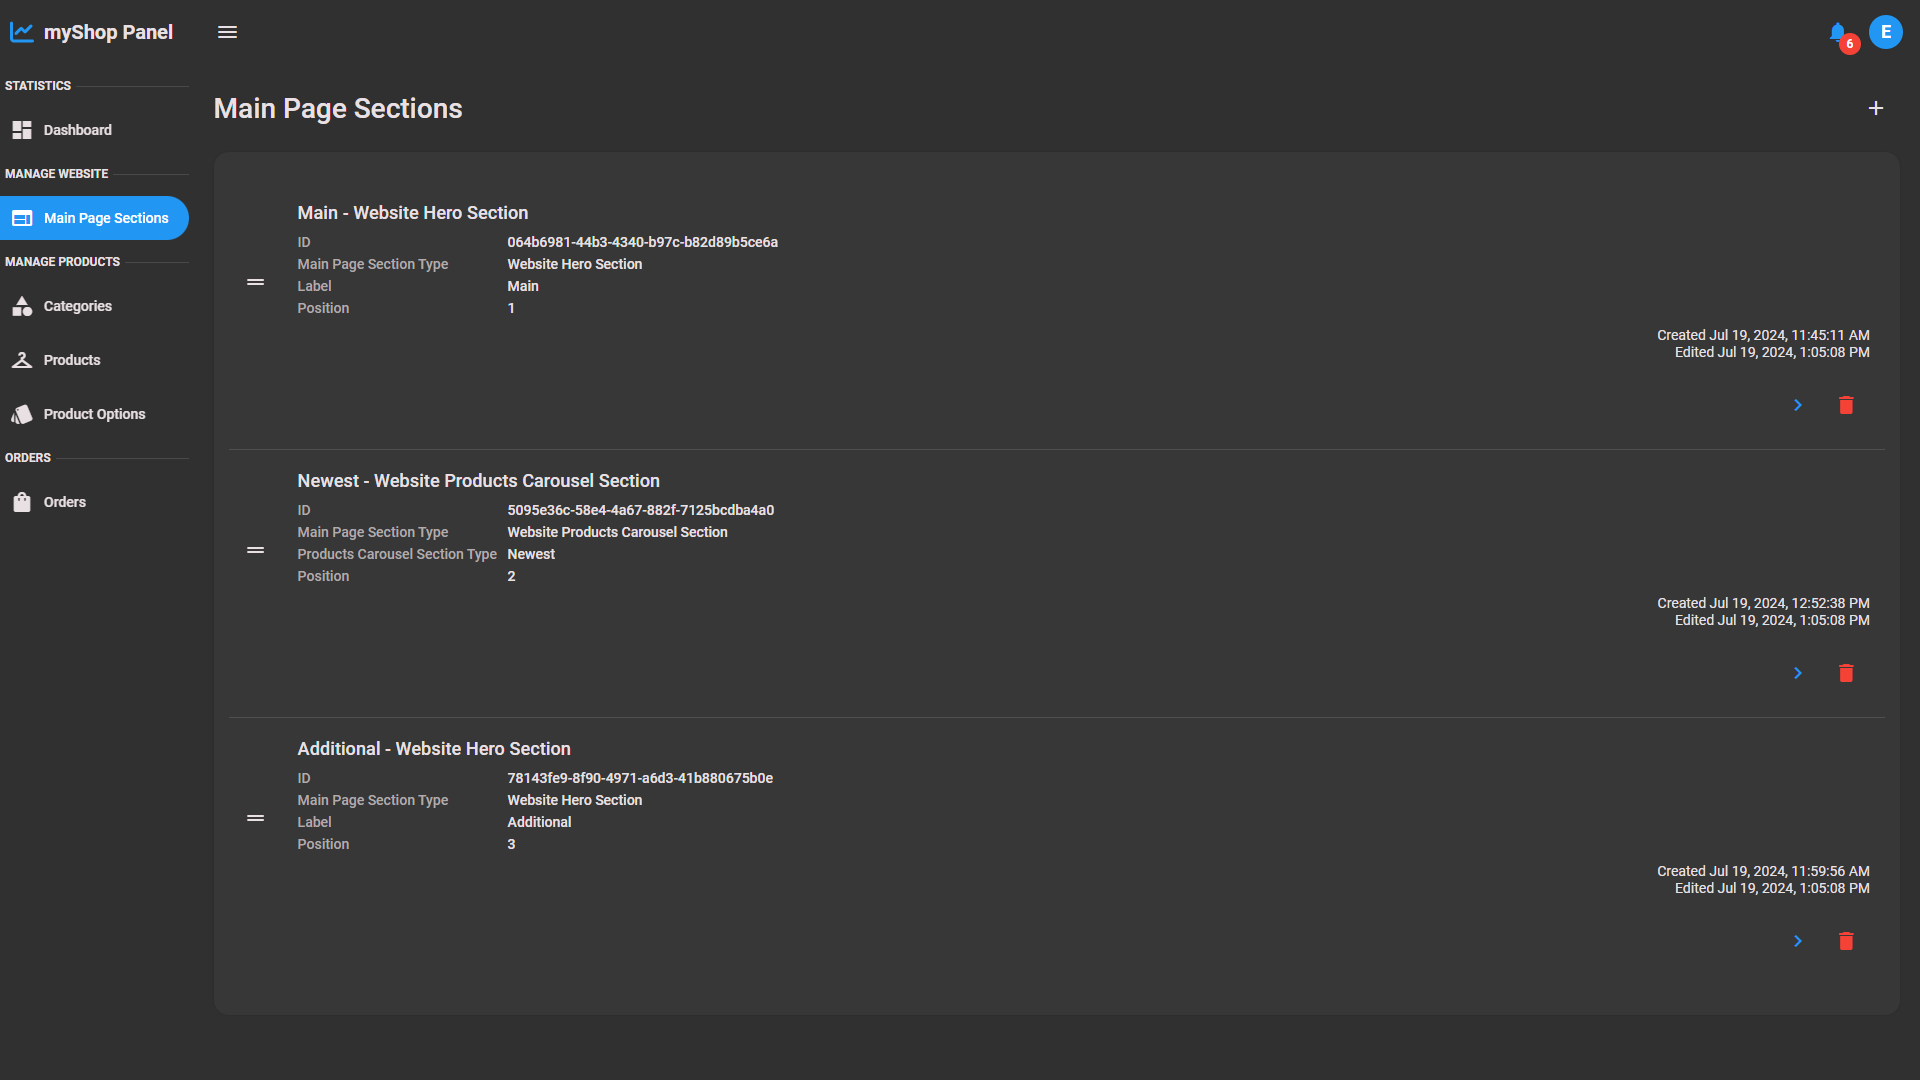 myShop Panel
6
E
STATISTICS
Dashboard
MANAGE WEBSITE
Main Page Sections
MANAGE PRODUCTS
Categories
Products
Product Options
ORDERS
Orders
Main Page Sections
Main - Website Hero Section
ID 064b6981-44b3-4340-b97c-b82d89b5ce6a
Main Page Section Type Website Hero Section
Label Main
Position 1
Created Jul 19, 2024, 11:45:11 AM
Edited Jul 19, 2024, 1:05:08 PM
Newest - Website Products Carousel Section
ID 5095e36c-58e4-4a67-882f-7125bcdba4a0
Main Page Section Type Website Products Carousel Section
Products Carousel Section Type Newest
Position 2
Created Jul 19, 2024, 12:52:38 PM
Edited Jul 19, 2024, 1:05:08 PM
Additional - Website Hero Section
ID 78143fe9-8f90-4971-a6d3-41b880675b0e
Main Page Section Type Website Hero Section
Label Additional
Position 3
Created Jul 19, 2024, 11:59:56 AM
Edited Jul 19, 2024, 1:05:08 PM